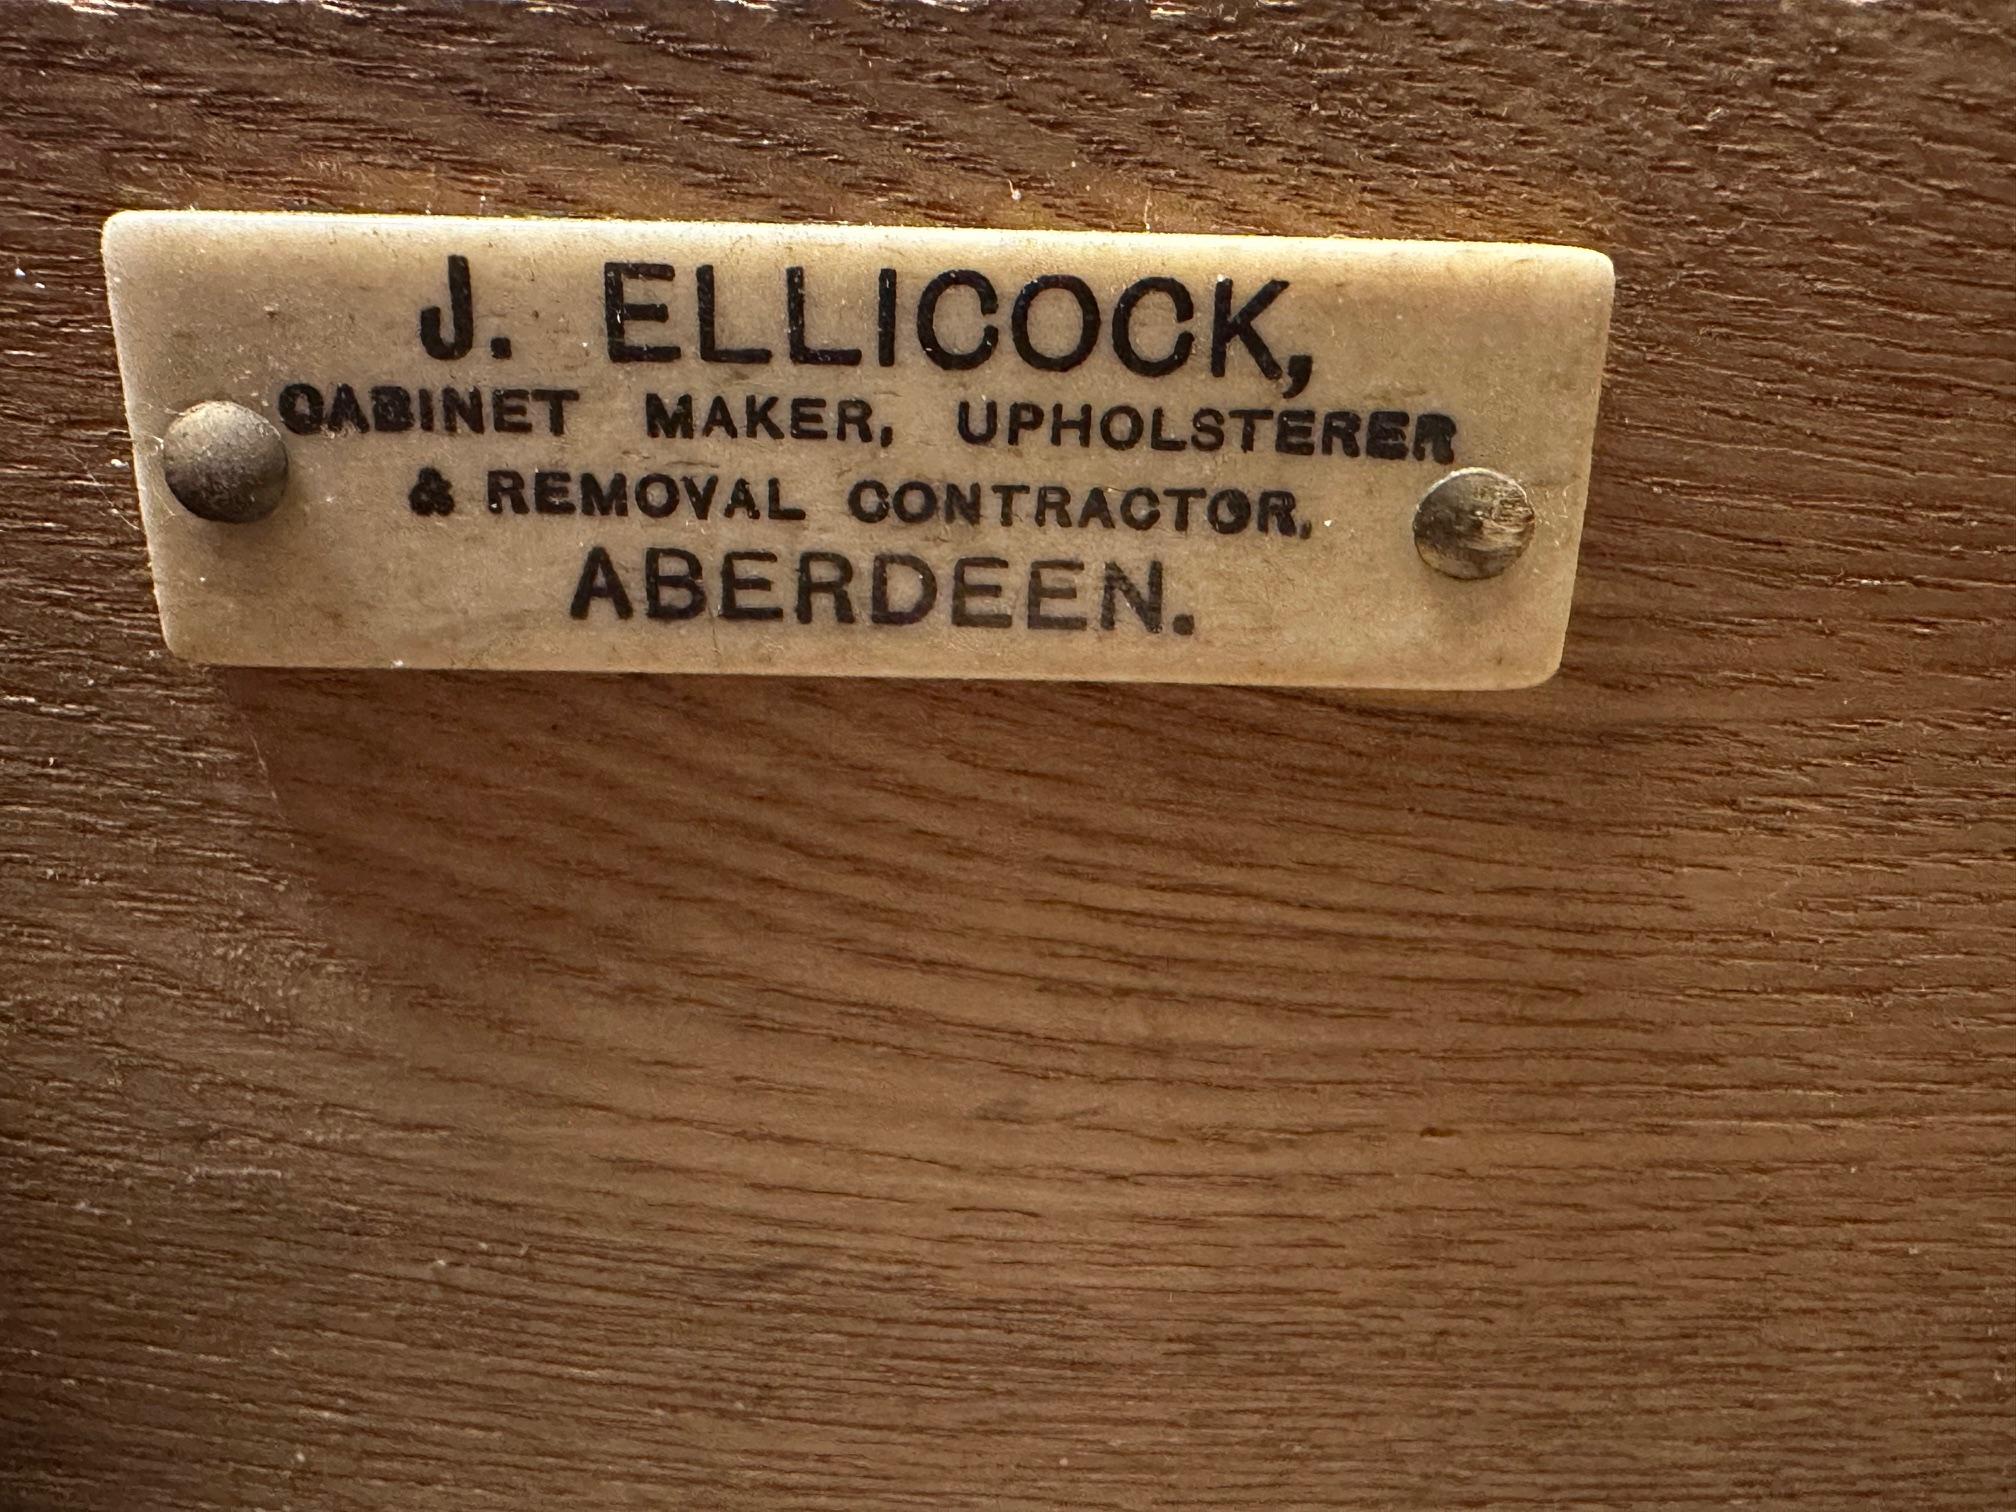 J. ELLICOCK,
CABINET MAKER, UPHOLSTERER
& REMOVAL CONTRACTOR,
ABERDEEN.